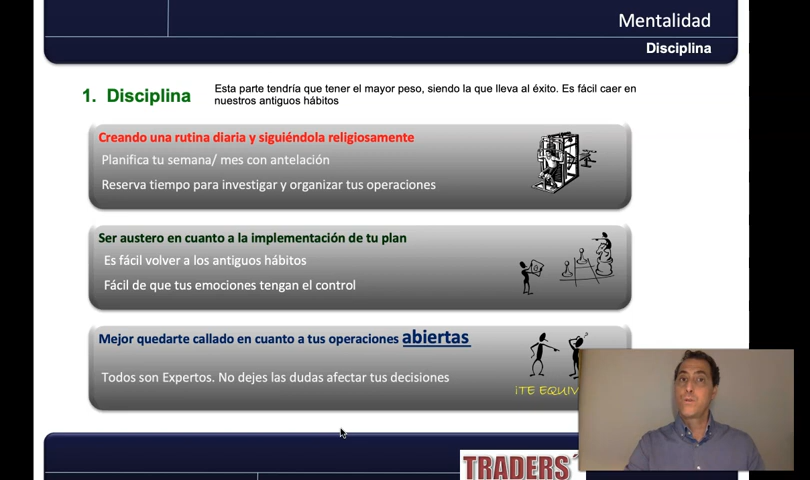 Mentalidad
Disciplina
1. Disciplina
Esta parte tendría que tener el mayor peso, siendo la que lleva al éxito. Es fácil caer en
nuestros antiguos hábitos
Creando una rutina diaria y siguiéndola religiosamente
Planifica tu semana/ mes con antelación
Reserva tiempo para investigar y organizar tus operaciones
Ser austero en cuanto a la implementación de tu plan
Es fácil volver a los antiguos hábitos
Fácil de que tus emociones tengan el control
Mejor quedarte callado en cuanto a tus operaciones abiertas
Todos son Expertos. No dejes las dudas afectar tus decisiones
¡TE EQUIV
TRADERS'